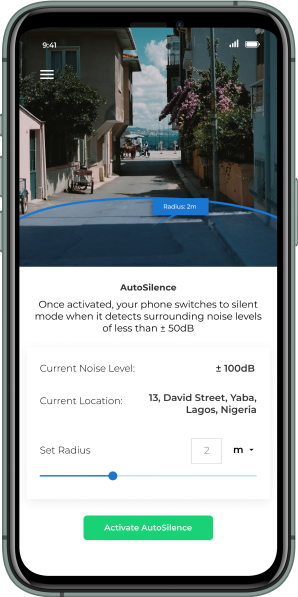 9:41
Radius: 2m
AutoSilence
Once activated, your phone switches to silent
mode when it detects surrounding noise levels
of less than ± 50dB
Current Noise Level: ± 100dB
Current Location: 13, David Street, Yaba,
Lagos, Nigeria
Set Radius 2 m
Activate AutoSilence